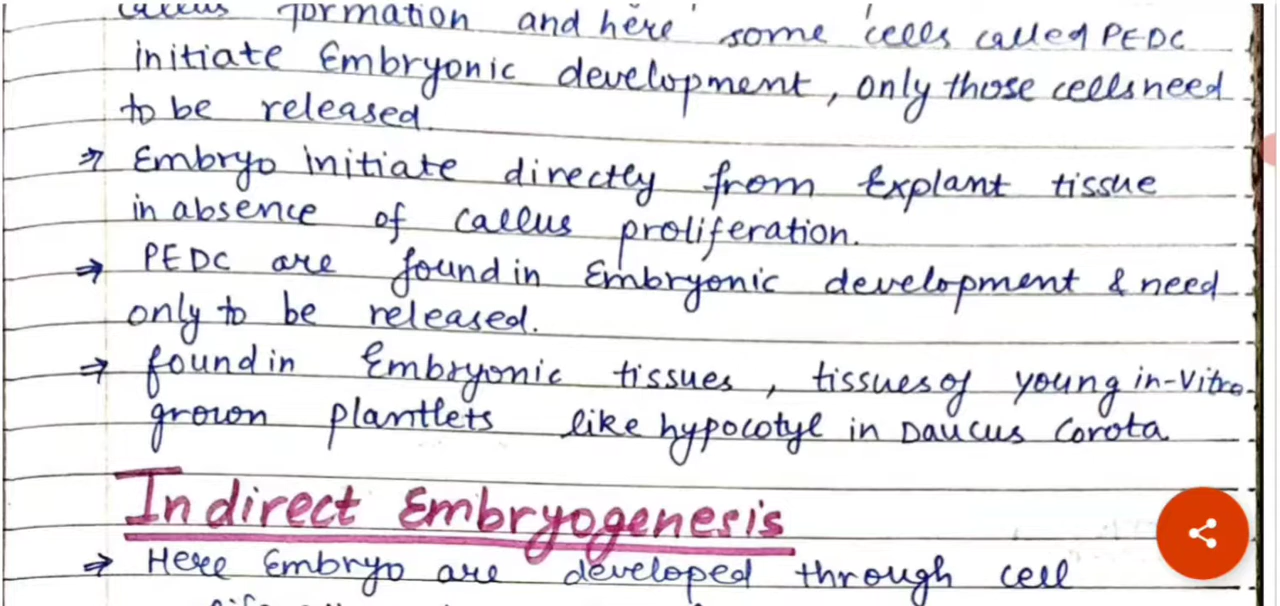 callus formation and here some cells called PEDC
initiate Embryonic development, only those cells need
to be released.
⇒ Embryo initiate directly from Explant tissue
in absence of callus proliferation.
⇒ PEDC are found in Embryonic development & need
only to be released.
⇒ found in Embryonic tissues, tissues of young in-Vitro-
grown plantlets like hypocotyl in Daucus Corota
Indirect Embryogenesis
⇒ Here Embryo are developed through cell